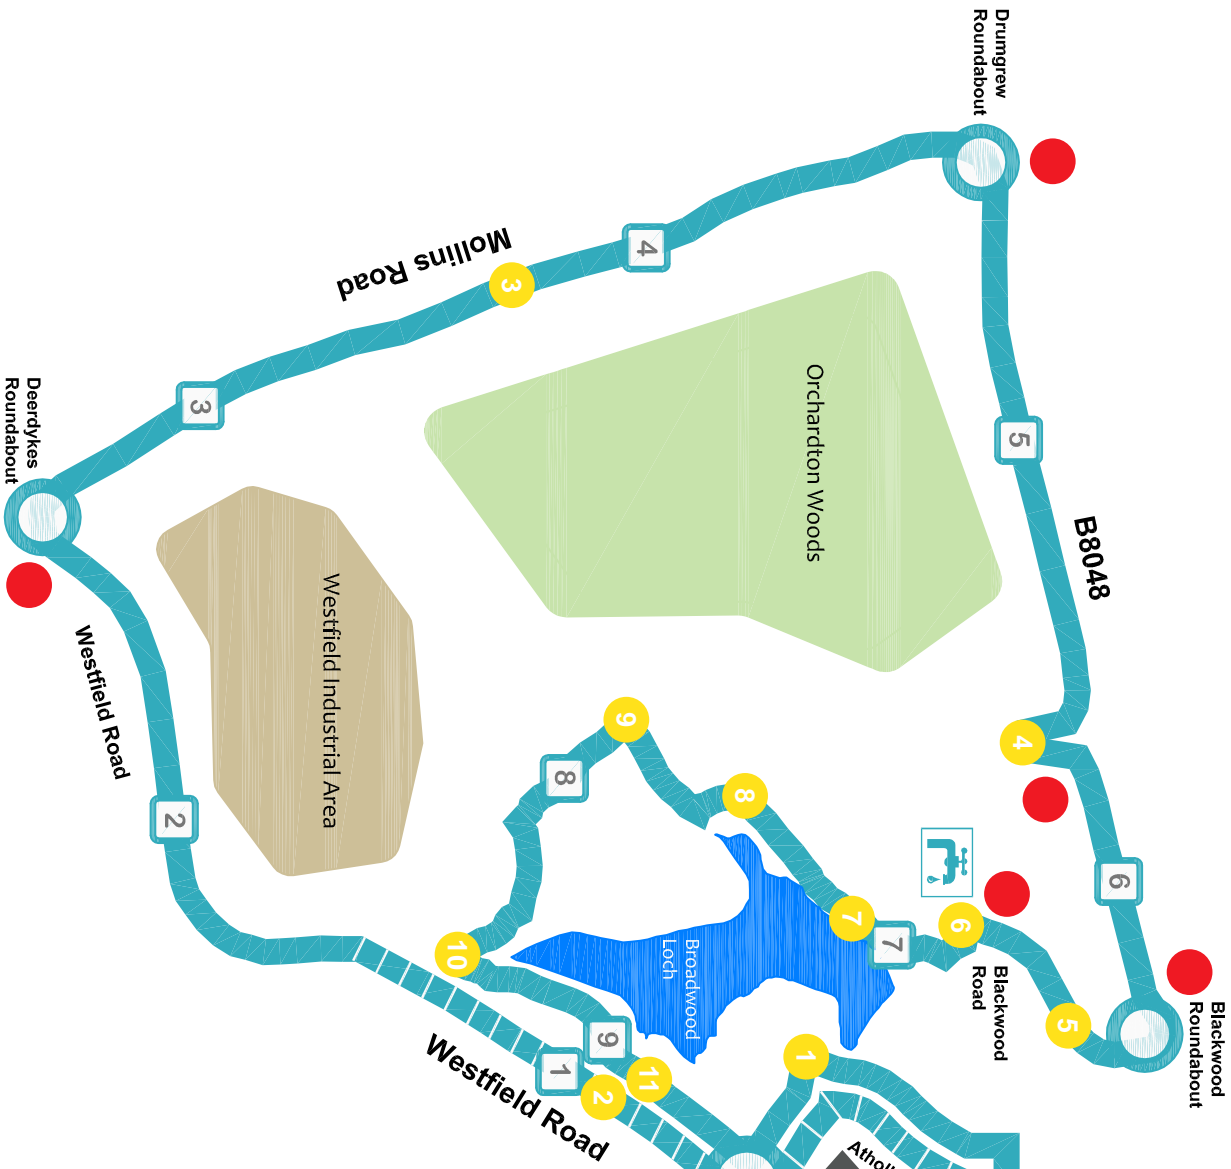 Drumgrew
Roundabout
Mollins Road
4
3
3
Deerdykes
Roundabout
Orchardton Woods
5
B8048
Westfield Industrial Area
Westfield Road
2
4
6
9
8
8
7
7
6
Blackwood
Road
5
Blackwood
Roundabout
Broadwood
Loch
10
9
11
1
2
1
Westfield Road